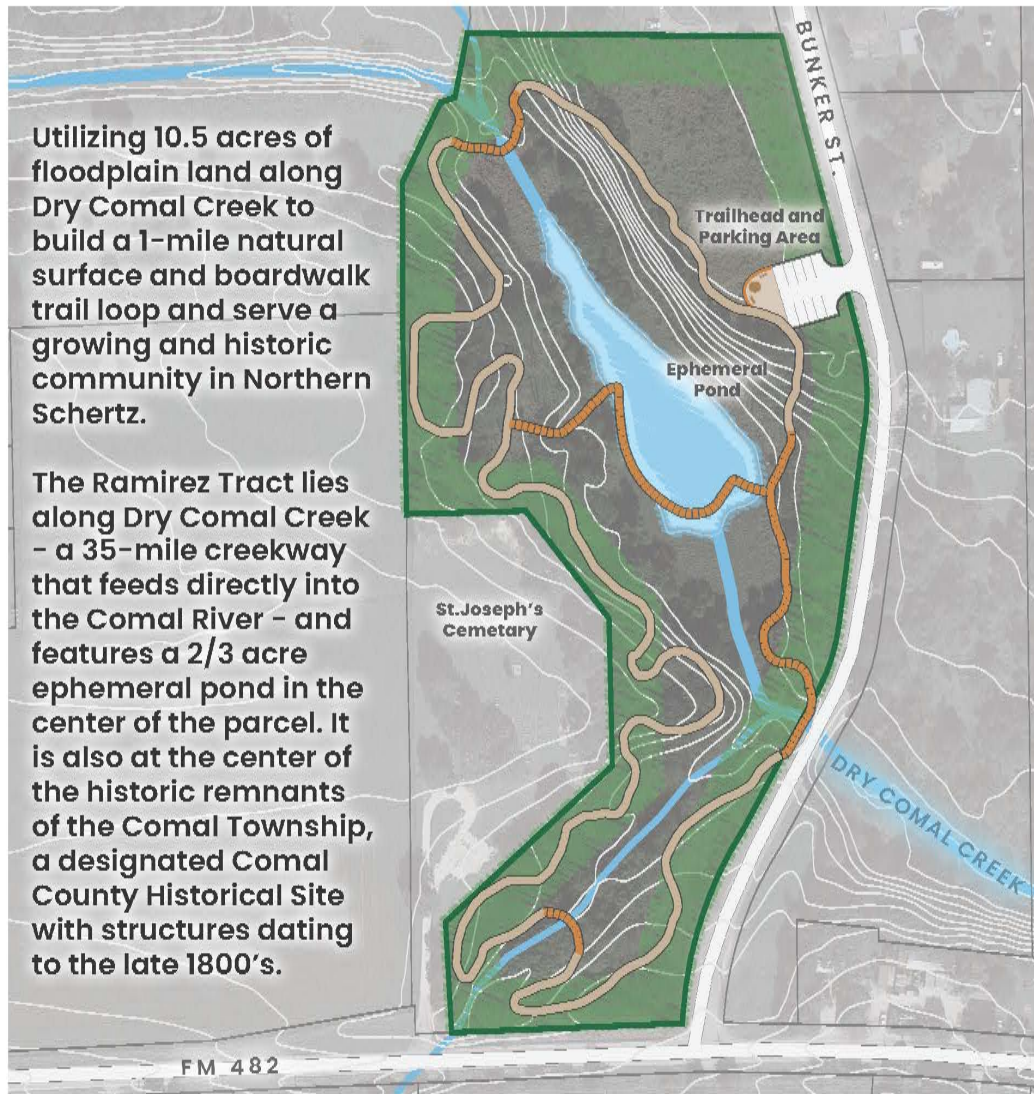 Utilizing 10.5 acres of
floodplain land along
Dry Comal Creek to
build a 1-mile natural
surface and boardwalk
trail loop and serve a
growing and historic
community in Northern
Schertz.
The Ramirez Tract lies
along Dry Comal Creek
- a 35-mile creekway
that feeds directly into
the Comal River - and
features a 2/3 acre
ephemeral pond in the
center of the parcel. It
is also at the center of
the historic remnants
of the Comal Township,
a designated Comal
County Historical Site
with structures dating
to the late 1800's.
BUNKER ST.
Trailhead and
Parking Area
Ephemeral
Pond
St.Joseph's
Cemetary
DRY COMAL CREEK
FM 482